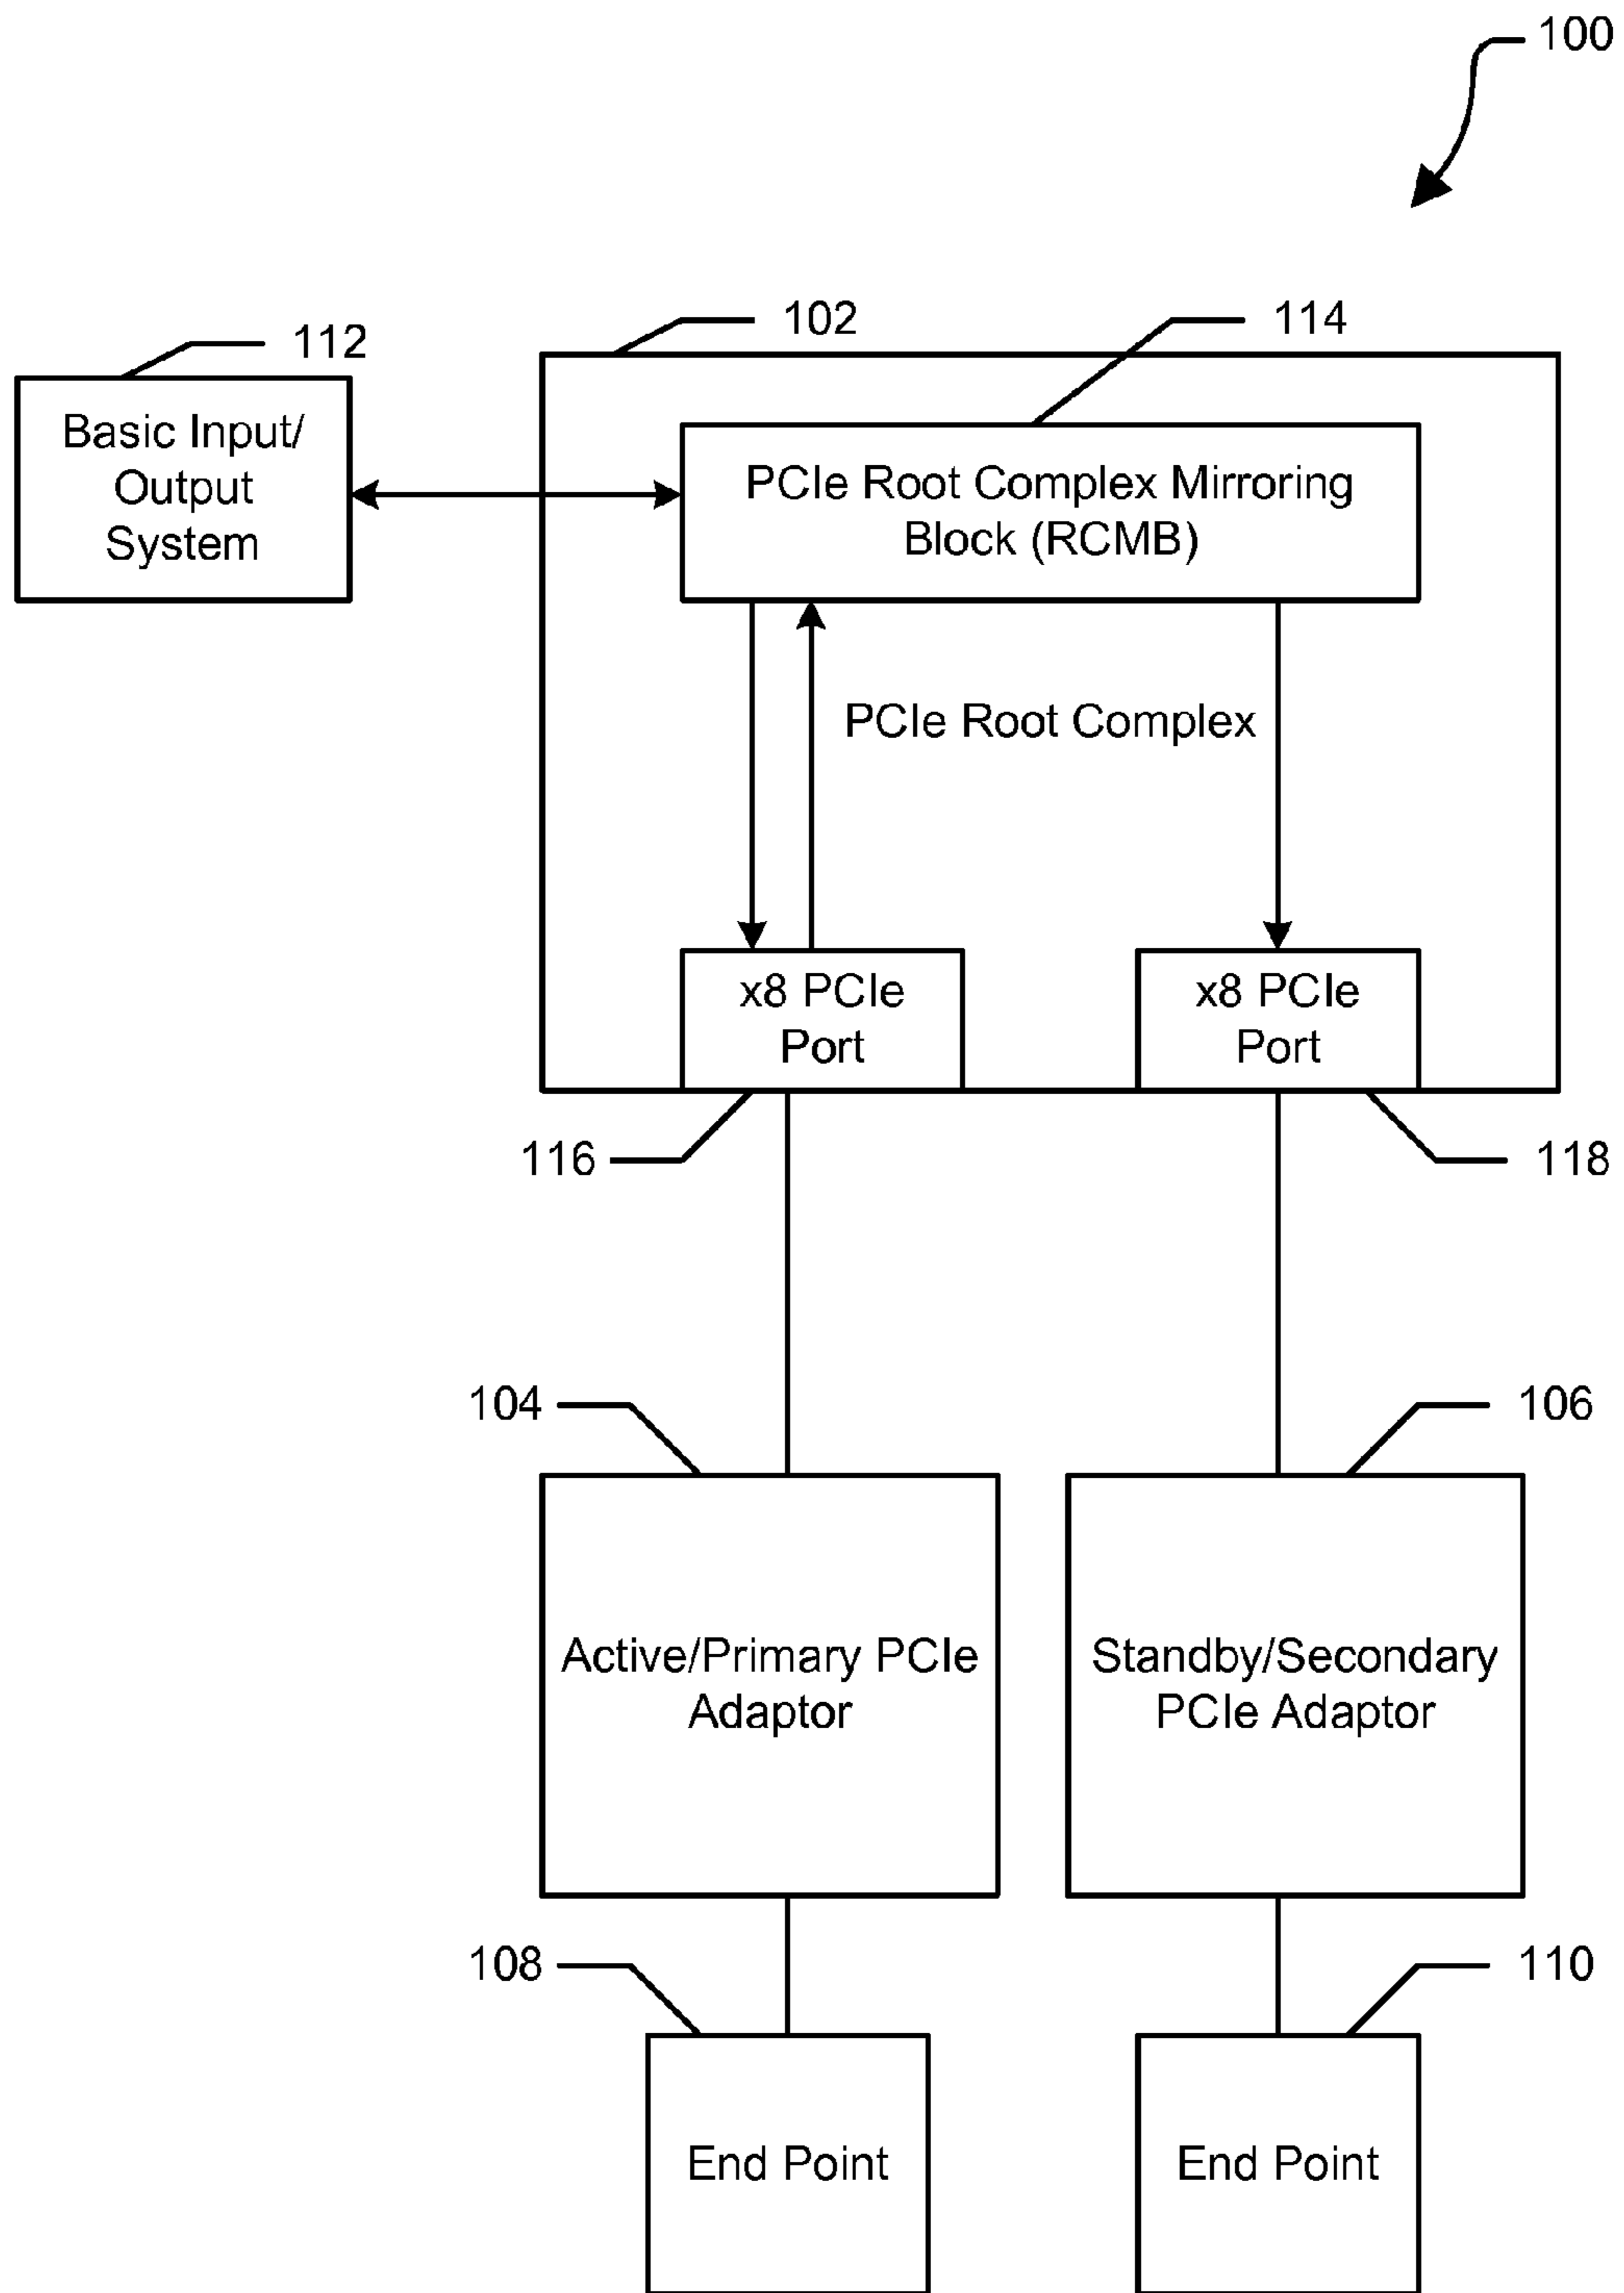 100
102
114
112
Basic Input/
Output
System
PCIe Root Complex Mirroring
Block (RCMB)
PCIe Root Complex
x8 PCIe
Port
x8 PCIe
Port
116
118
104
106
Active/Primary PCIe
Adaptor
Standby/Secondary
PCIe Adaptor
108
110
End Point
End Point